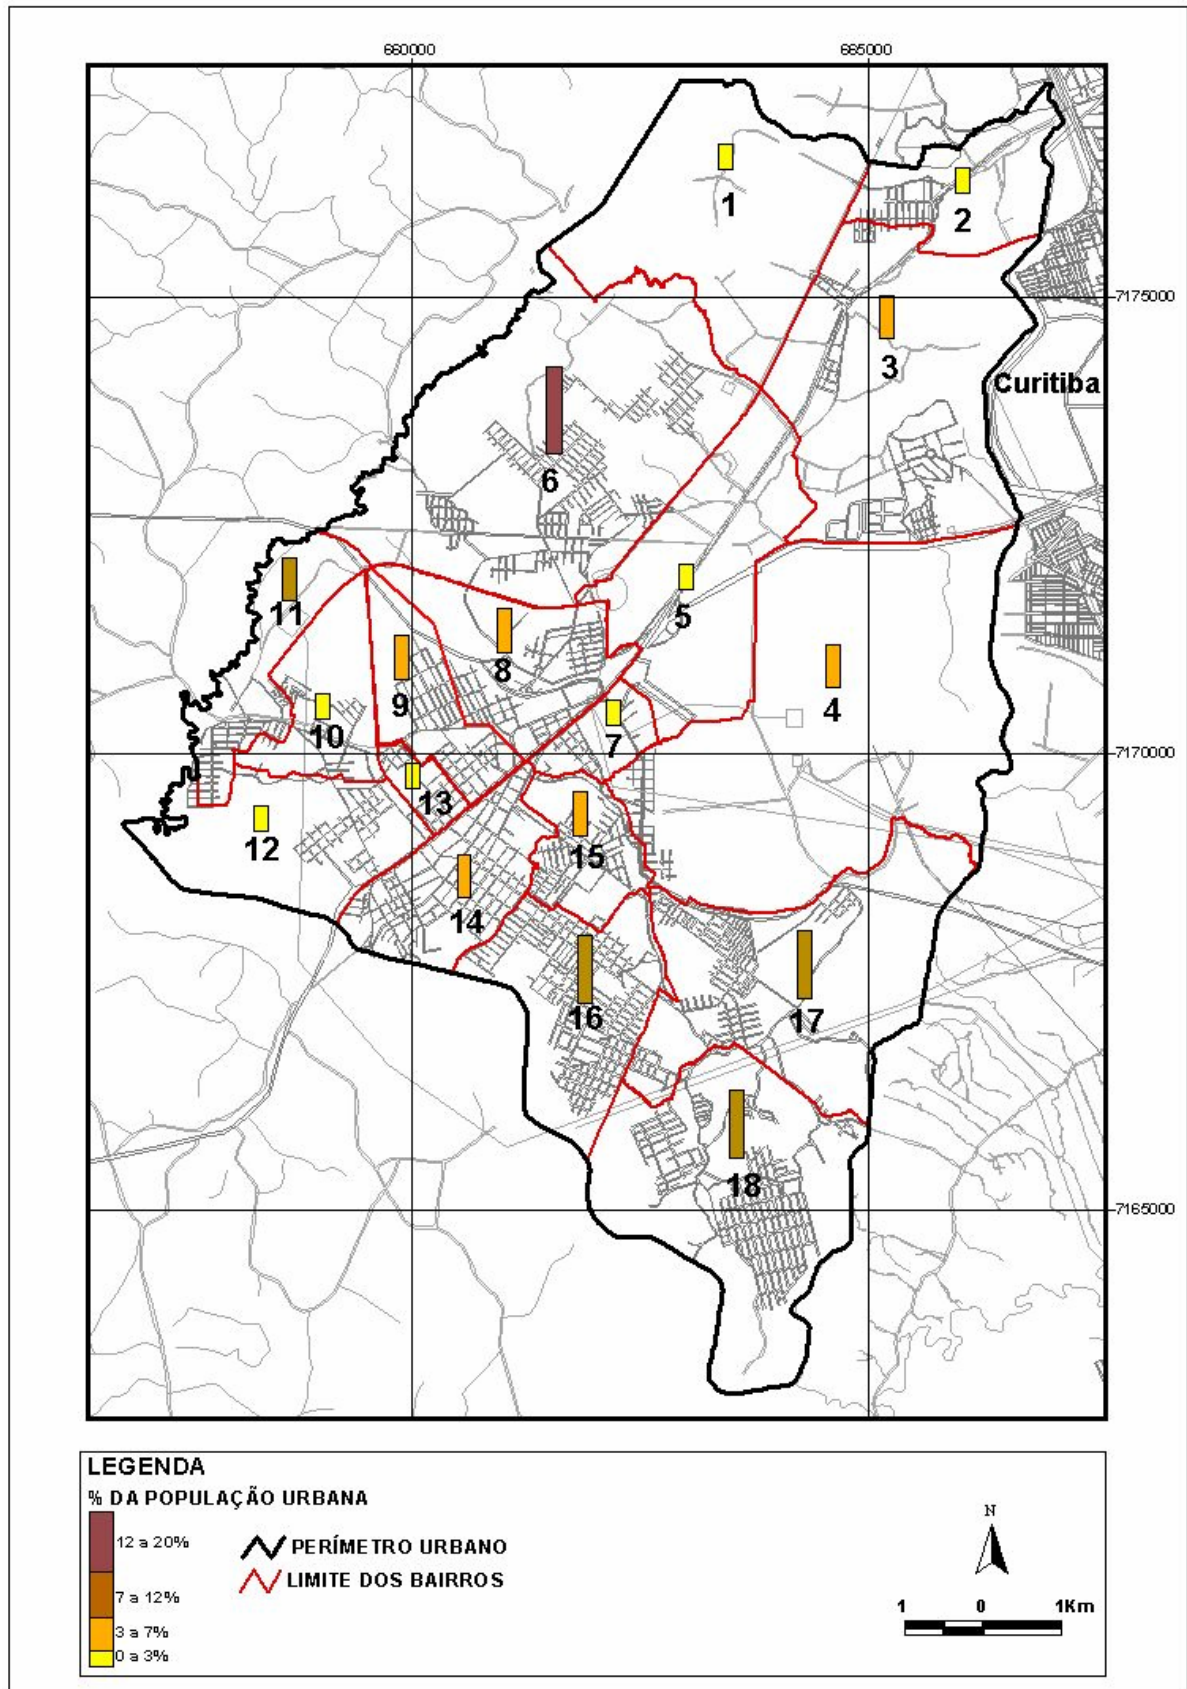 660000 665000
1
2
7175000
3
Curitiba
6
5
11
8
9
4
10
7
7170000
13
12
15
14
16
17
18
7165000
LEGENDA
% DA POPULAÇÃO URBANA
12 a 20%
7 a 12%
3 a 7%
0 a 3%
PERÍMETRO URBANO
LIMITE DOS BAIRROS
N
1 0 1Km